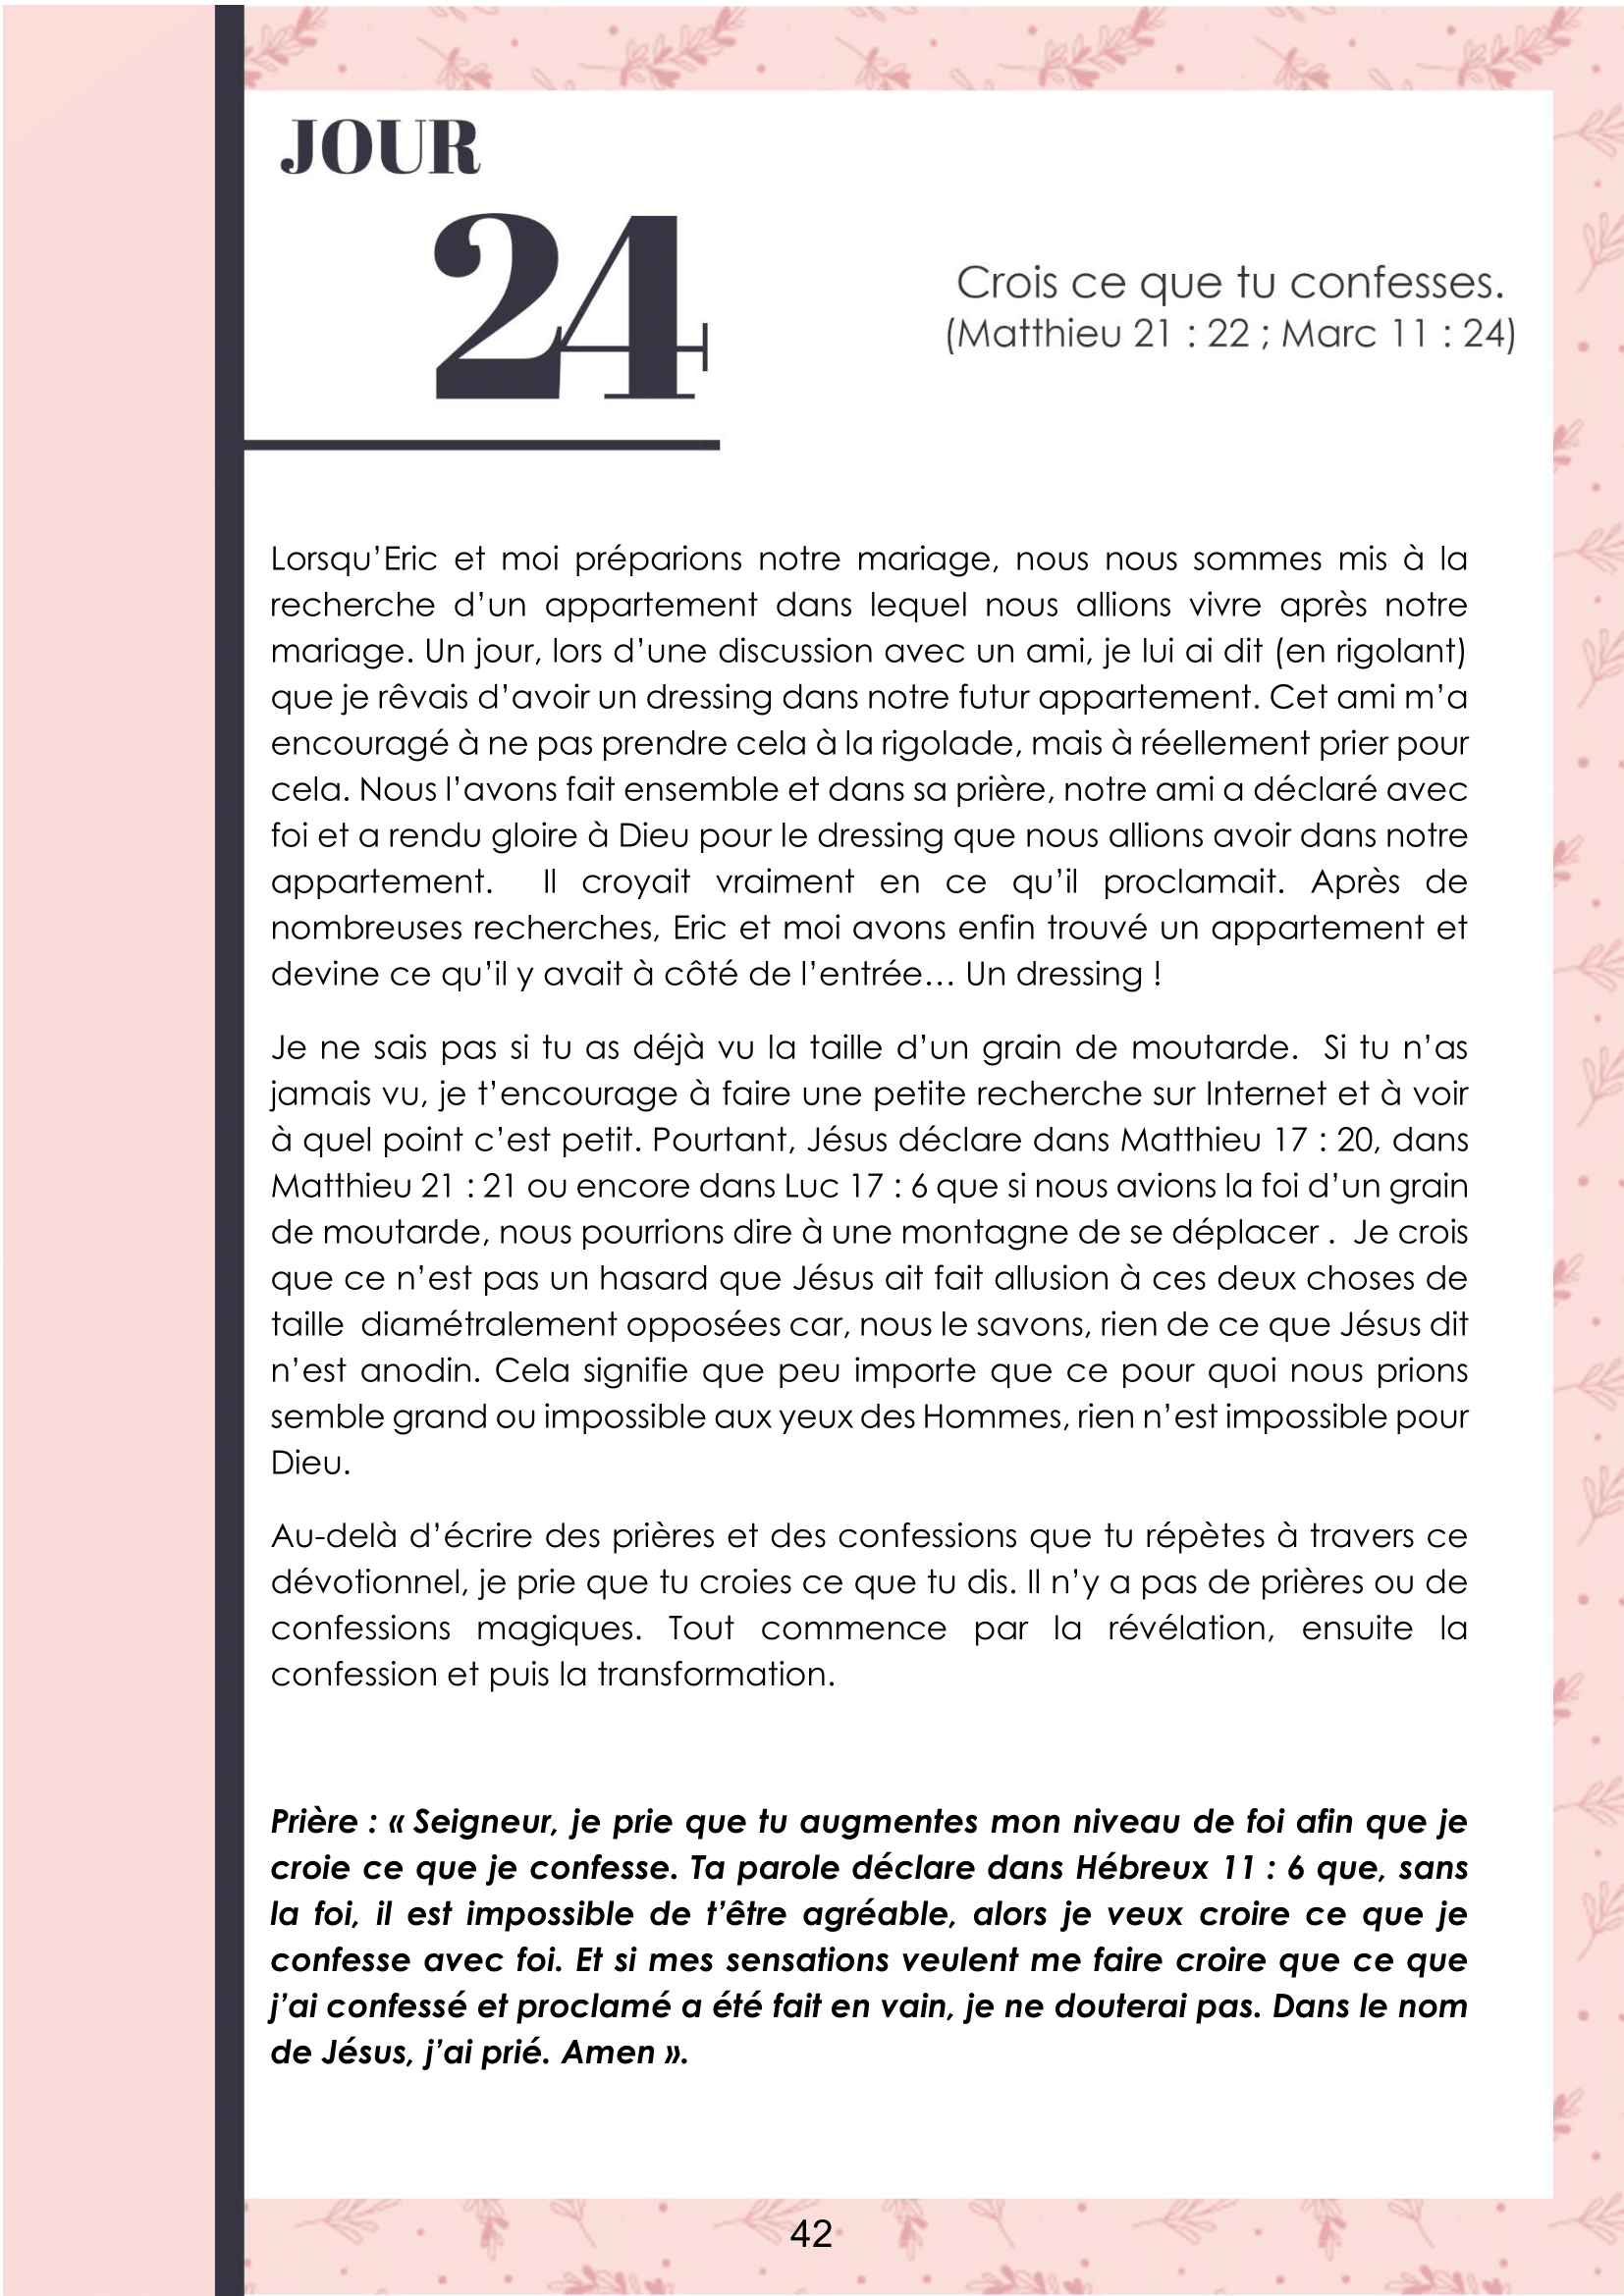 JOUR
24
Crois ce que tu confesses.
(Matthieu 21 : 22 ; Marc 11 : 24)
Lorsqu’Eric et moi préparions notre mariage, nous nous sommes mis à la
recherche d’un appartement dans lequel nous allions vivre après notre
mariage. Un jour, lors d’une discussion avec un ami, je lui ai dit (en rigolant)
que je rêvais d’avoir un dressing dans notre futur appartement. Cet ami m’a
encouragé à ne pas prendre cela à la rigolade, mais à réellement prier pour
cela. Nous l’avons fait ensemble et dans sa prière, notre ami a déclaré avec
foi et a rendu gloire à Dieu pour le dressing que nous allions avoir dans notre
appartement. Il croyait vraiment en ce qu’il proclamait. Après de
nombreuses recherches, Eric et moi avons enfin trouvé un appartement et
devine ce qu’il y avait à côté de l’entrée… Un dressing !
Je ne sais pas si tu as déjà vu la taille d’un grain de moutarde. Si tu n’as
jamais vu, je t’encourage à faire une petite recherche sur Internet et à voir
à quel point c’est petit. Pourtant, Jésus déclare dans Matthieu 17 : 20, dans
Matthieu 21 : 21 ou encore dans Luc 17 : 6 que si nous avions la foi d’un grain
de moutarde, nous pourrions dire à une montagne de se déplacer . Je crois
que ce n’est pas un hasard que Jésus ait fait allusion à ces deux choses de
taille diamétralement opposées car, nous le savons, rien de ce que Jésus dit
n’est anodin. Cela signifie que peu importe que ce pour quoi nous prions
semble grand ou impossible aux yeux des Hommes, rien n’est impossible pour
Dieu.
Au-delà d’écrire des prières et des confessions que tu répètes à travers ce
dévotionnel, je prie que tu croies ce que tu dis. Il n’y a pas de prières ou de
confessions magiques. Tout commence par la révélation, ensuite la
confession et puis la transformation.
Prière : « Seigneur, je prie que tu augmentes mon niveau de foi afin que je
croie ce que je confesse. Ta parole déclare dans Hébreux 11 : 6 que, sans
la foi, il est impossible de t’être agréable, alors je veux croire ce que je
confesse avec foi. Et si mes sensations veulent me faire croire que ce que
j’ai confessé et proclamé a été fait en vain, je ne douterai pas. Dans le nom
de Jésus, j’ai prié. Amen ».
42